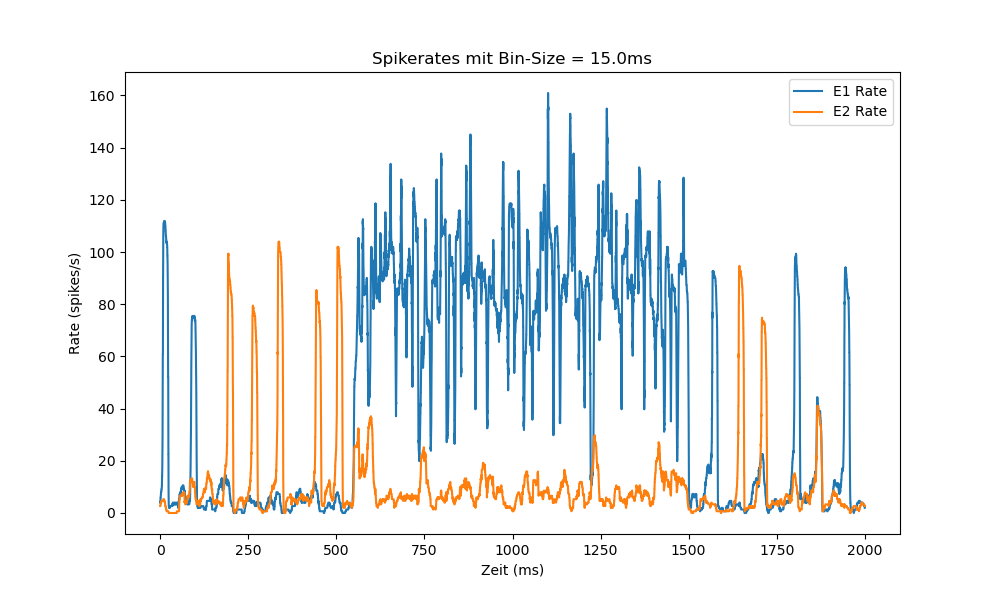 Spikerates mit Bin-Size = 15.0ms
E1 Rate
E2 Rate
Rate (spikes/s)
160
140
120
100
80
60
40
20
0
0 250 500 750 1000 1250 1500 1750 2000
Zeit (ms)